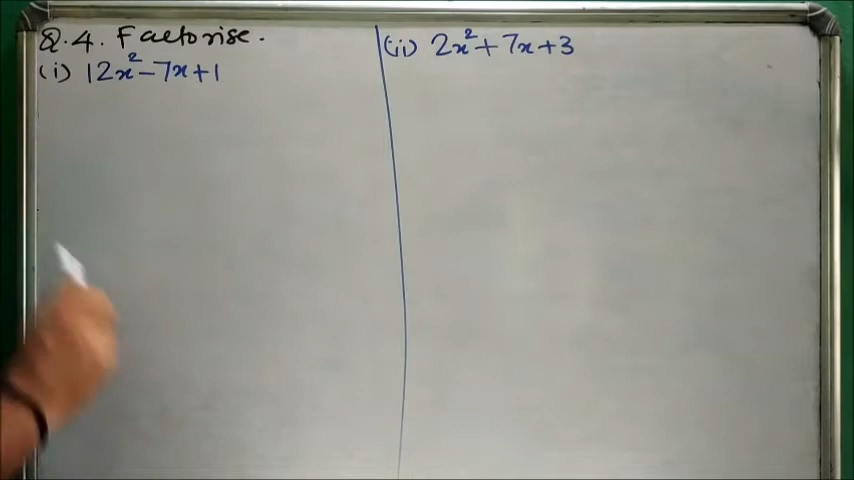 Q.4. Factorise.
(i) 12x²-7x+1
(ii) 2x²+7x+3